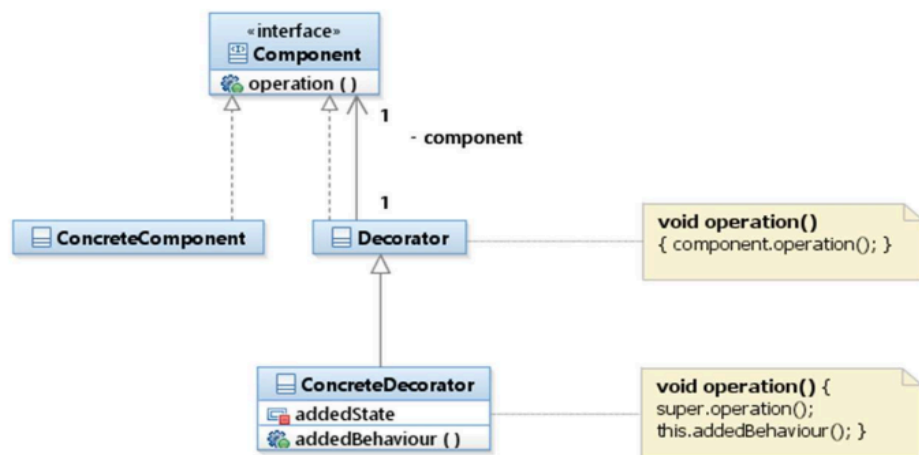 «interface»
Component
operation ( )
1
- component
1
ConcreteComponent
Decorator
void operation()
{ component.operation(); }
ConcreteDecorator
addedState
addedBehaviour ( )
void operation() {
super.operation();
this.addedBehaviour(); }